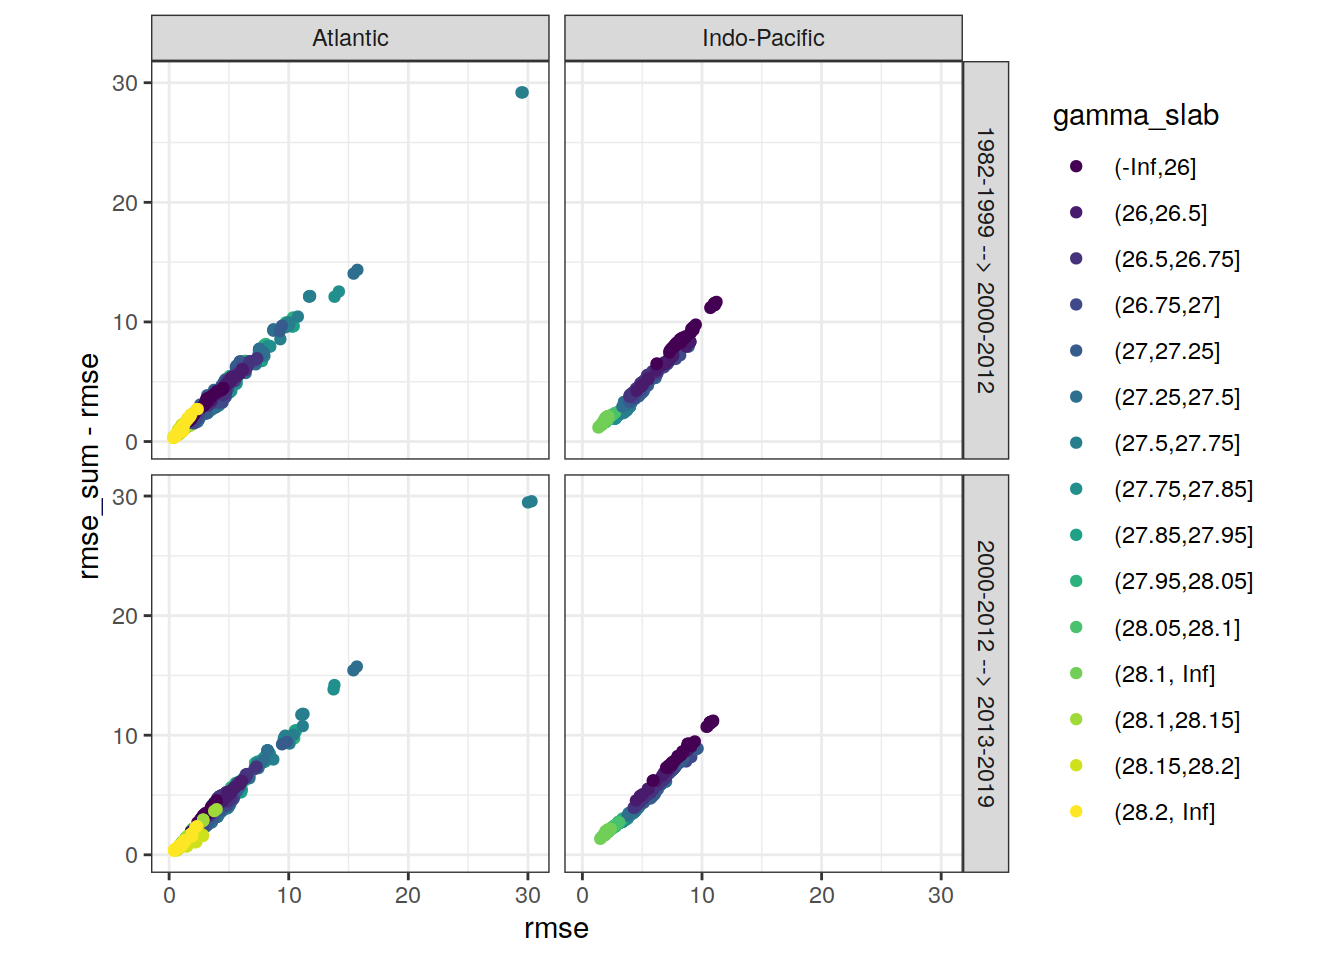 Atlantic
Indo-Pacific
30
20
10
0
1982-1999 --> 2000-2012
30
20
10
0
2000-2012 --> 2013-2019
0
10
20
30
0
10
20
30
rmse
rmse_sum - rmse
gamma_slab
(-Inf,26]
(26,26.5]
(26.5,26.75]
(26.75,27]
(27,27.25]
(27.25,27.5]
(27.5,27.75]
(27.75,27.85]
(27.85,27.95]
(27.95,28.05]
(28.05,28.1]
(28.1, Inf]
(28.1,28.15]
(28.15,28.2]
(28.2, Inf]